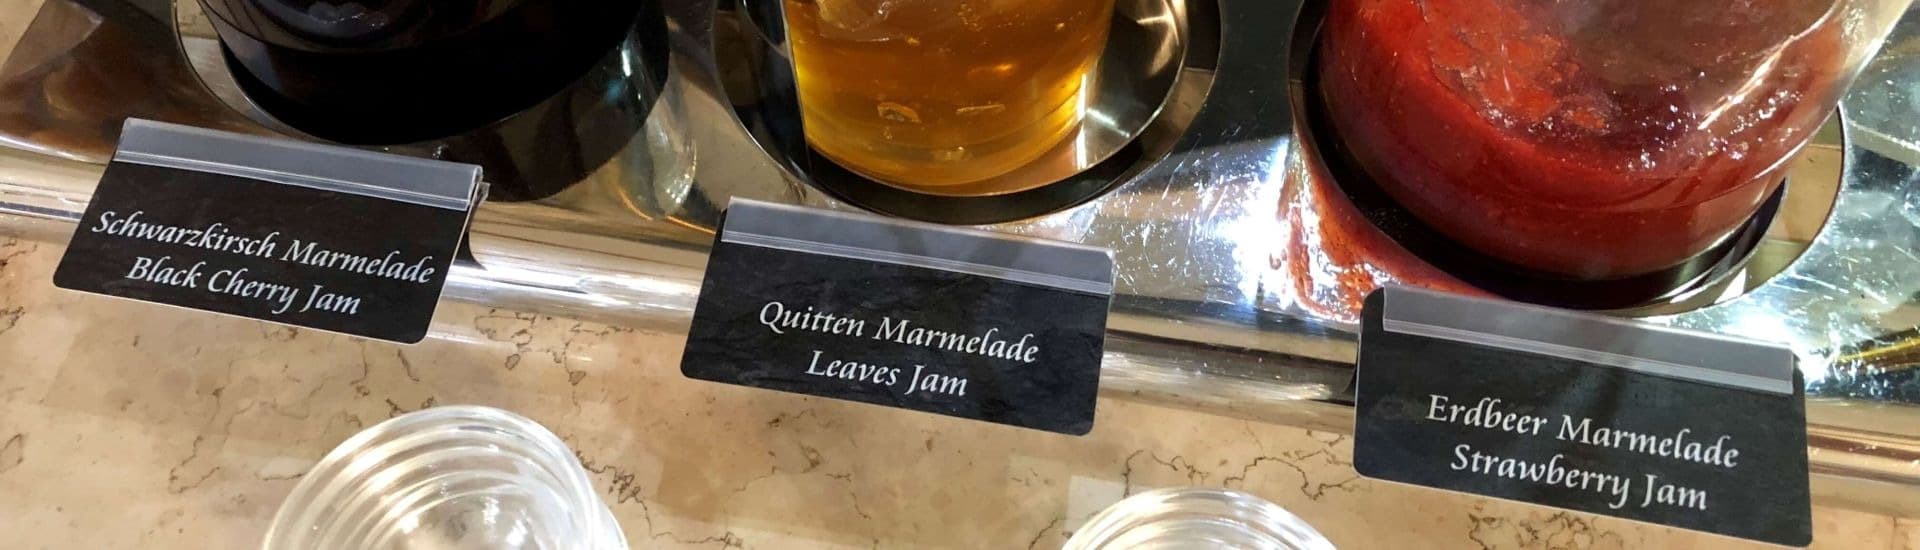 Schwarzkirsch Marmelade
Black Cherry Jam
Quitten Marmelade
Leaves Jam
Erdbeer Marmelade
Strawberry Jam